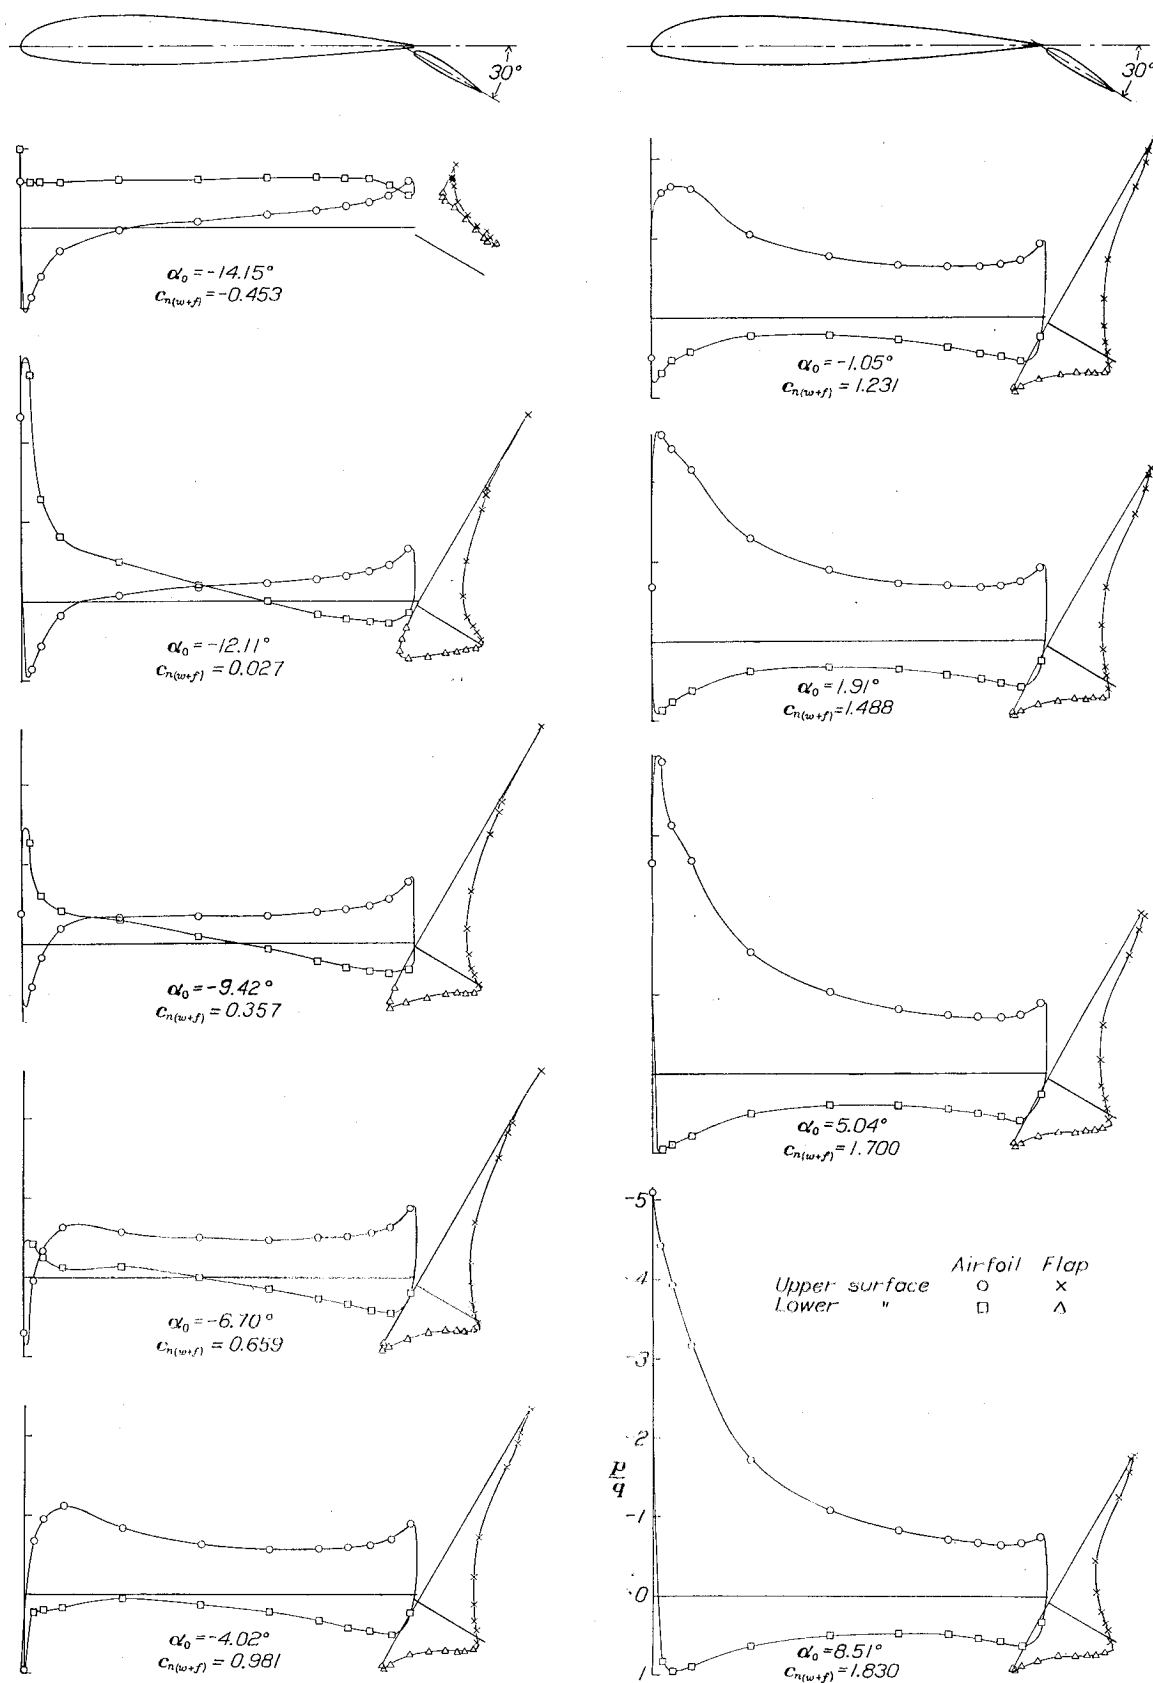 30°
30°
α₀ = -14.15°
cn(w+f) = -0.453
α₀ = -12.11°
cn(w+f) = 0.027
α₀ = -9.42°
cn(w+f) = 0.357
α₀ = -6.70°
cn(w+f) = 0.659
α₀ = -4.02°
cn(w+f) = 0.981
α₀ = -1.05°
cn(w+f) = 1.231
α₀ = 1.91°
cn(w+f) = 1.488
α₀ = 5.04°
cn(w+f) = 1.700
-5
-4
-3
-2
-1
0
1
p/q
Airfoil Flap
Upper surface ○ ×
Lower " □ △
α₀ = 8.51°
cn(w+f) = 1.830